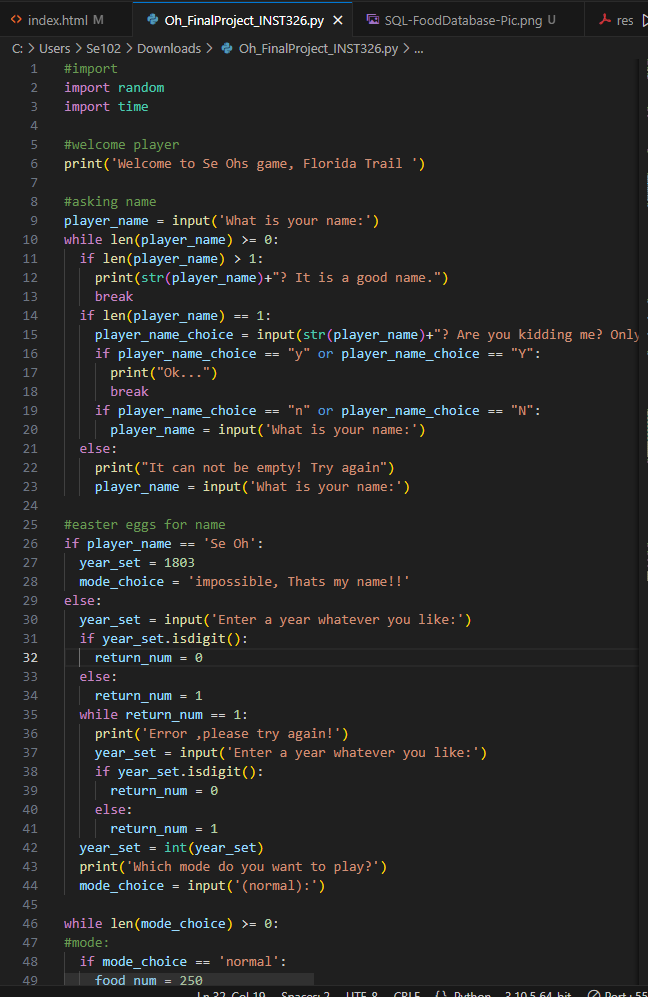 index.html M
Oh_FinalProject_INST326.py
SQL-FoodDatabase-Pic.png U
res
C: > Users > Se102 > Downloads > Oh_FinalProject_INST326.py > ...
1 #import
2 import random
3 import time
4
5 #welcome player
6 print('Welcome to Se Ohs game, Florida Trail ')
7
8 #asking name
9 player_name = input('What is your name:')
10 while len(player_name) >= 0:
11 if len(player_name) > 1:
12 print(str(player_name)+"? It is a good name.")
13 break
14 if len(player_name) == 1:
15 player_name_choice = input(str(player_name)+"? Are you kidding me? Only
16 if player_name_choice == "y" or player_name_choice == "Y":
17 print("Ok...")
18 break
19 if player_name_choice == "n" or player_name_choice == "N":
20 player_name = input('What is your name:')
21 else:
22 print("It can not be empty! Try again")
23 player_name = input('What is your name:')
24
25 #easter eggs for name
26 if player_name == 'Se Oh':
27 year_set = 1803
28 mode_choice = 'impossible, Thats my name!!'
29 else:
30 year_set = input('Enter a year whatever you like:')
31 if year_set.isdigit():
32 return_num = 0
33 else:
34 return_num = 1
35 while return_num == 1:
36 print('Error ,please try again!')
37 year_set = input('Enter a year whatever you like:')
38 if year_set.isdigit():
39 return_num = 0
40 else:
41 return_num = 1
42 year_set = int(year_set)
43 print('Which mode do you want to play?')
44 mode_choice = input('(normal):')
45
46 while len(mode_choice) >= 0:
47 #mode:
48 if mode_choice == 'normal':
49 food_num = 250
Ln 32, Col 19 Spaces: 2 UTF-8 CRLF {} Python 3.10.5 64-bit Port : 55